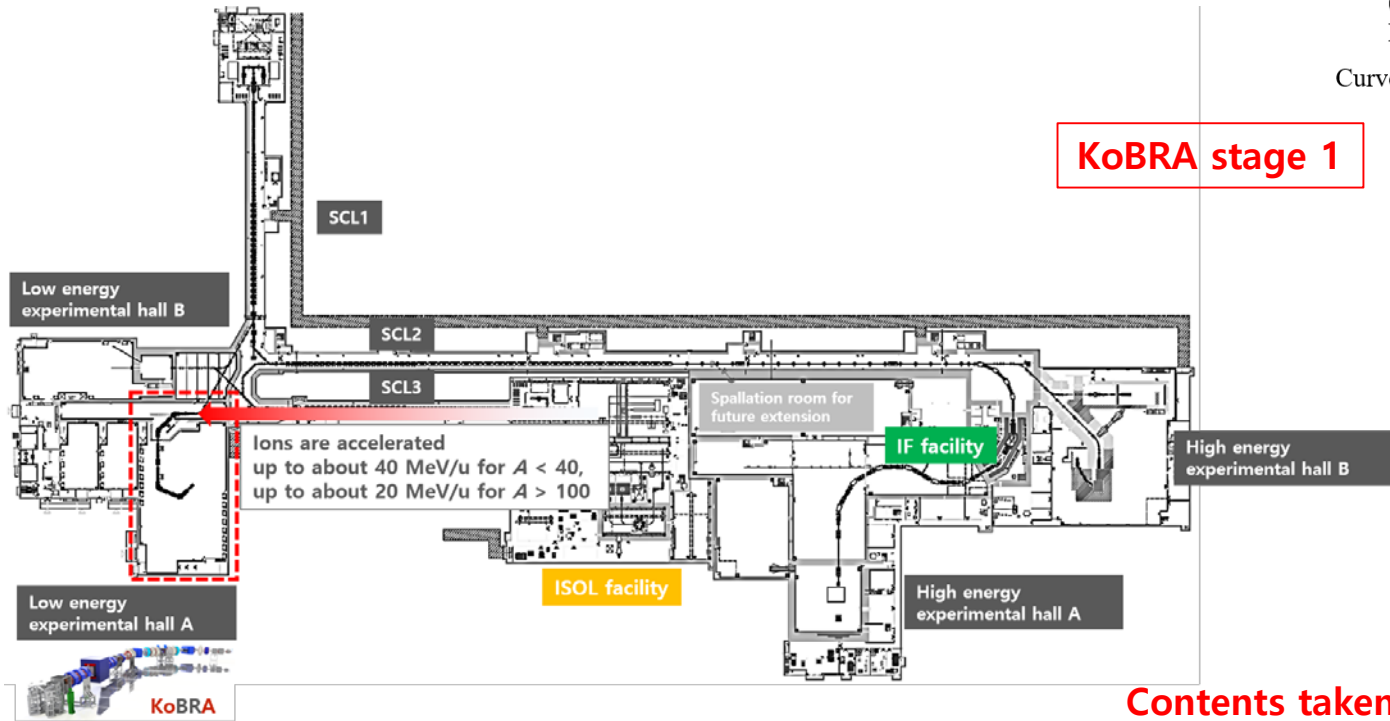 Curve
KoBRA stage 1
SCL1
Low energy
experimental hall B
SCL2
SCL3
Spallation room for
future extension
Ions are accelerated
up to about 40 MeV/u for A < 40,
up to about 20 MeV/u for A > 100
IF facility
High energy
experimental hall B
ISOL facility
High energy
experimental hall A
Low energy
experimental hall A
KoBRA
Contents taken